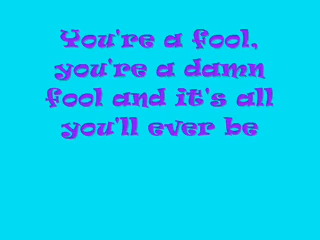 You're a fool,
you're a damn
fool and it's all
you'll ever be